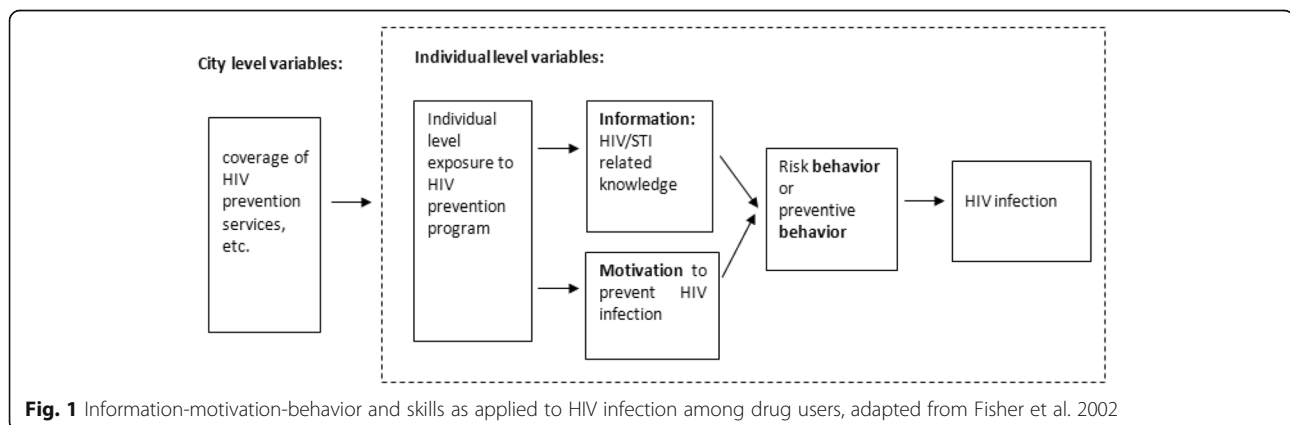 City level variables:
Individual level variables:
coverage of
HIV
prevention
services,
etc.
Individual
level
exposure to
HIV
prevention
program
Information:
HIV/STI
related
knowledge
Motivation to
prevent HIV
infection
Risk behavior
or
preventive
behavior
HIV infection
Fig. 1 Information-motivation-behavior and skills as applied to HIV infection among drug users, adapted from Fisher et al. 2002